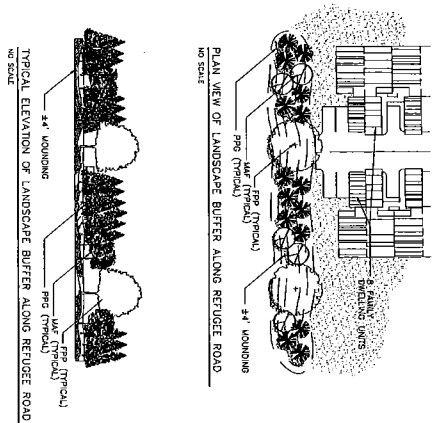 8 FAMILY
DWELLING UNITS
FPP (TYPICAL)
MAF (TYPICAL)
PPG (TYPICAL)
±4' MOUNDING
PLAN VIEW OF LANDSCAPE BUFFER ALONG REFUGEE ROAD
NO SCALE
±4' MOUNDING
FPP (TYPICAL)
MAF (TYPICAL)
PPG (TYPICAL)
TYPICAL ELEVATION OF LANDSCAPE BUFFER ALONG REFUGEE ROAD
NO SCALE